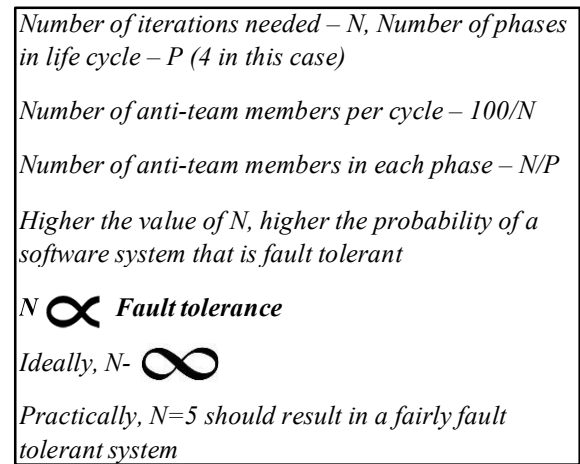 Number of iterations needed – N, Number of phases
in life cycle – P (4 in this case)
Number of anti-team members per cycle – 100/N
Number of anti-team members in each phase – N/P
Higher the value of N, higher the probability of a
software system that is fault tolerant
N ∝ Fault tolerance
Ideally, N- ∞
Practically, N=5 should result in a fairly fault
tolerant system